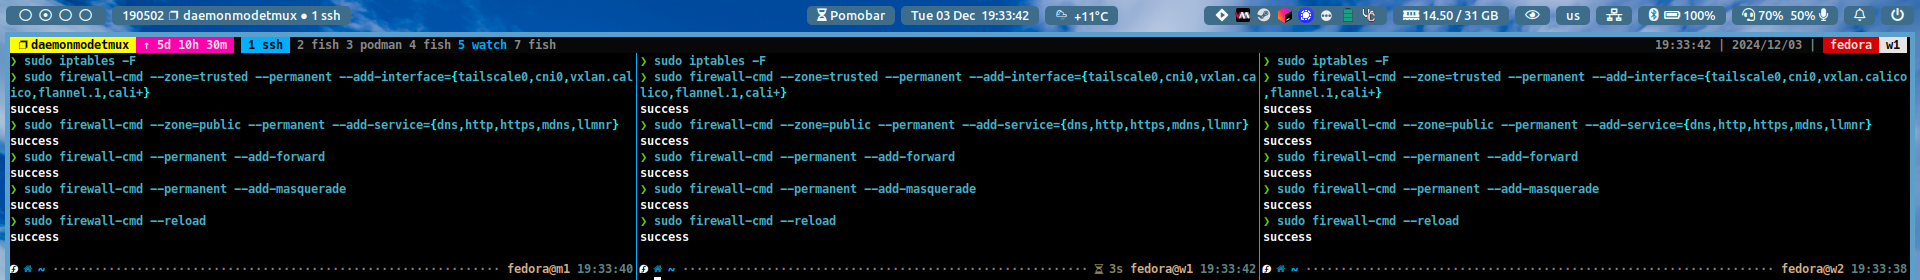 190502 daemonmodetmux • 1 ssh
Pomobar
Tue 03 Dec 19:33:42
+11°C
14.50 / 31 GB
us
100%
70% 50%
daemonmodetmux ↑ 5d 10h 30m 1 ssh 2 fish 3 podman 4 fish 5 watch 7 fish
19:33:42 | 2024/12/03 | fedora w1
❯ sudo iptables -F
❯ sudo firewall-cmd --zone=trusted --permanent --add-interface={tailscale0,cni0,vxlan.cal
ico,flannel.1,cali+}
success
❯ sudo firewall-cmd --zone=public --permanent --add-service={dns,http,https,mdns,llmnr}
success
❯ sudo firewall-cmd --permanent --add-forward
success
❯ sudo firewall-cmd --permanent --add-masquerade
success
❯ sudo firewall-cmd --reload
success
~ fedora@m1 19:33:40
❯ sudo iptables -F
❯ sudo firewall-cmd --zone=trusted --permanent --add-interface={tailscale0,cni0,vxlan.ca
lico,flannel.1,cali+}
success
❯ sudo firewall-cmd --zone=public --permanent --add-service={dns,http,https,mdns,llmnr}
success
❯ sudo firewall-cmd --permanent --add-forward
success
❯ sudo firewall-cmd --permanent --add-masquerade
success
❯ sudo firewall-cmd --reload
success
~ 3s fedora@w1 19:33:42
❯ sudo iptables -F
❯ sudo firewall-cmd --zone=trusted --permanent --add-interface={tailscale0,cni0,vxlan.calico
,flannel.1,cali+}
success
❯ sudo firewall-cmd --zone=public --permanent --add-service={dns,http,https,mdns,llmnr}
success
❯ sudo firewall-cmd --permanent --add-forward
success
❯ sudo firewall-cmd --permanent --add-masquerade
success
❯ sudo firewall-cmd --reload
success
~ fedora@w2 19:33:38